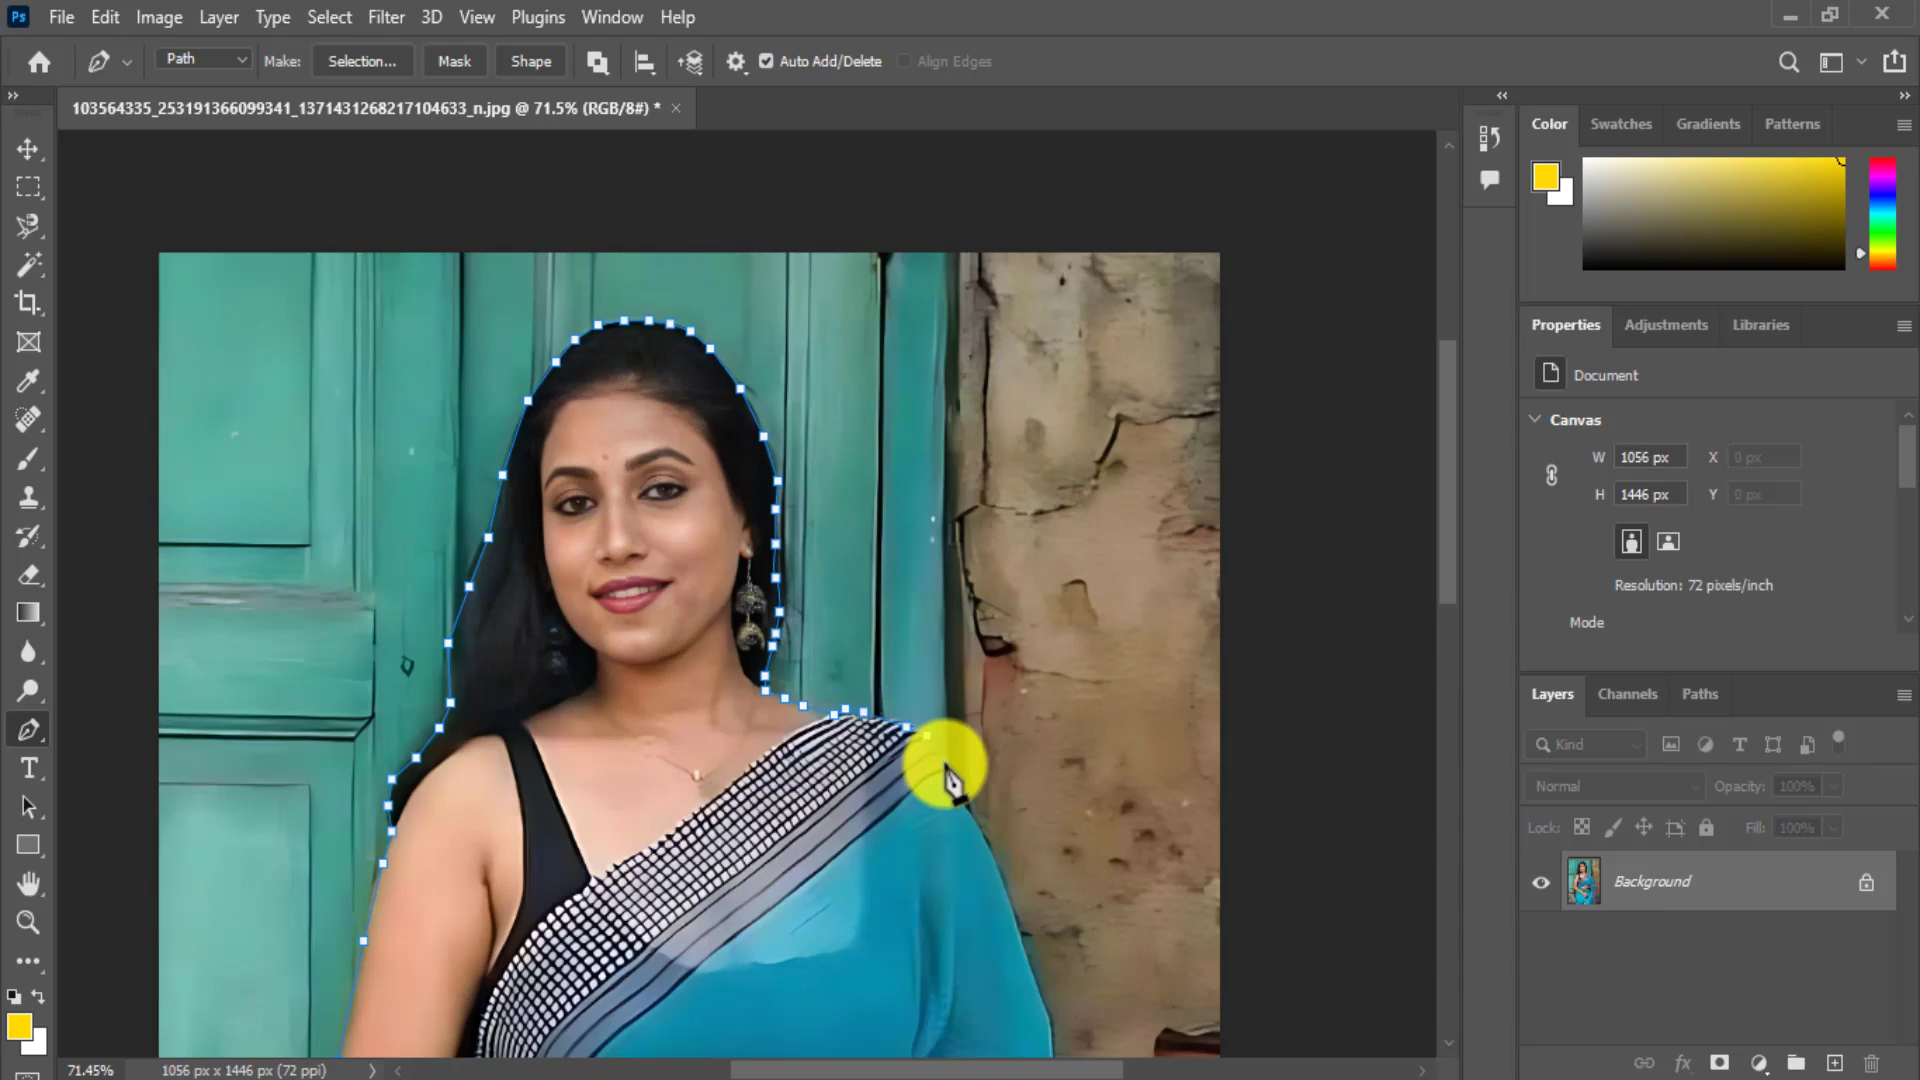 Ps File Edit Image Layer Type Select Filter 3D View Plugins Window Help
Path Make: Selection... Mask Shape Auto Add/Delete Align Edges
103564335_253191366099341_1371431268217104633_n.jpg @ 71.5% (RGB/8#) *
Color Swatches Gradients Patterns
Properties Adjustments Libraries
Document
Canvas
W 1056 px X 0 px
H 1446 px Y 0 px
Resolution: 72 pixels/inch
Mode
Layers Channels Paths
Kind
Normal Opacity: 100%
Lock: Fill: 100%
Background
71.45% 1056 px x 1446 px (72 ppi)